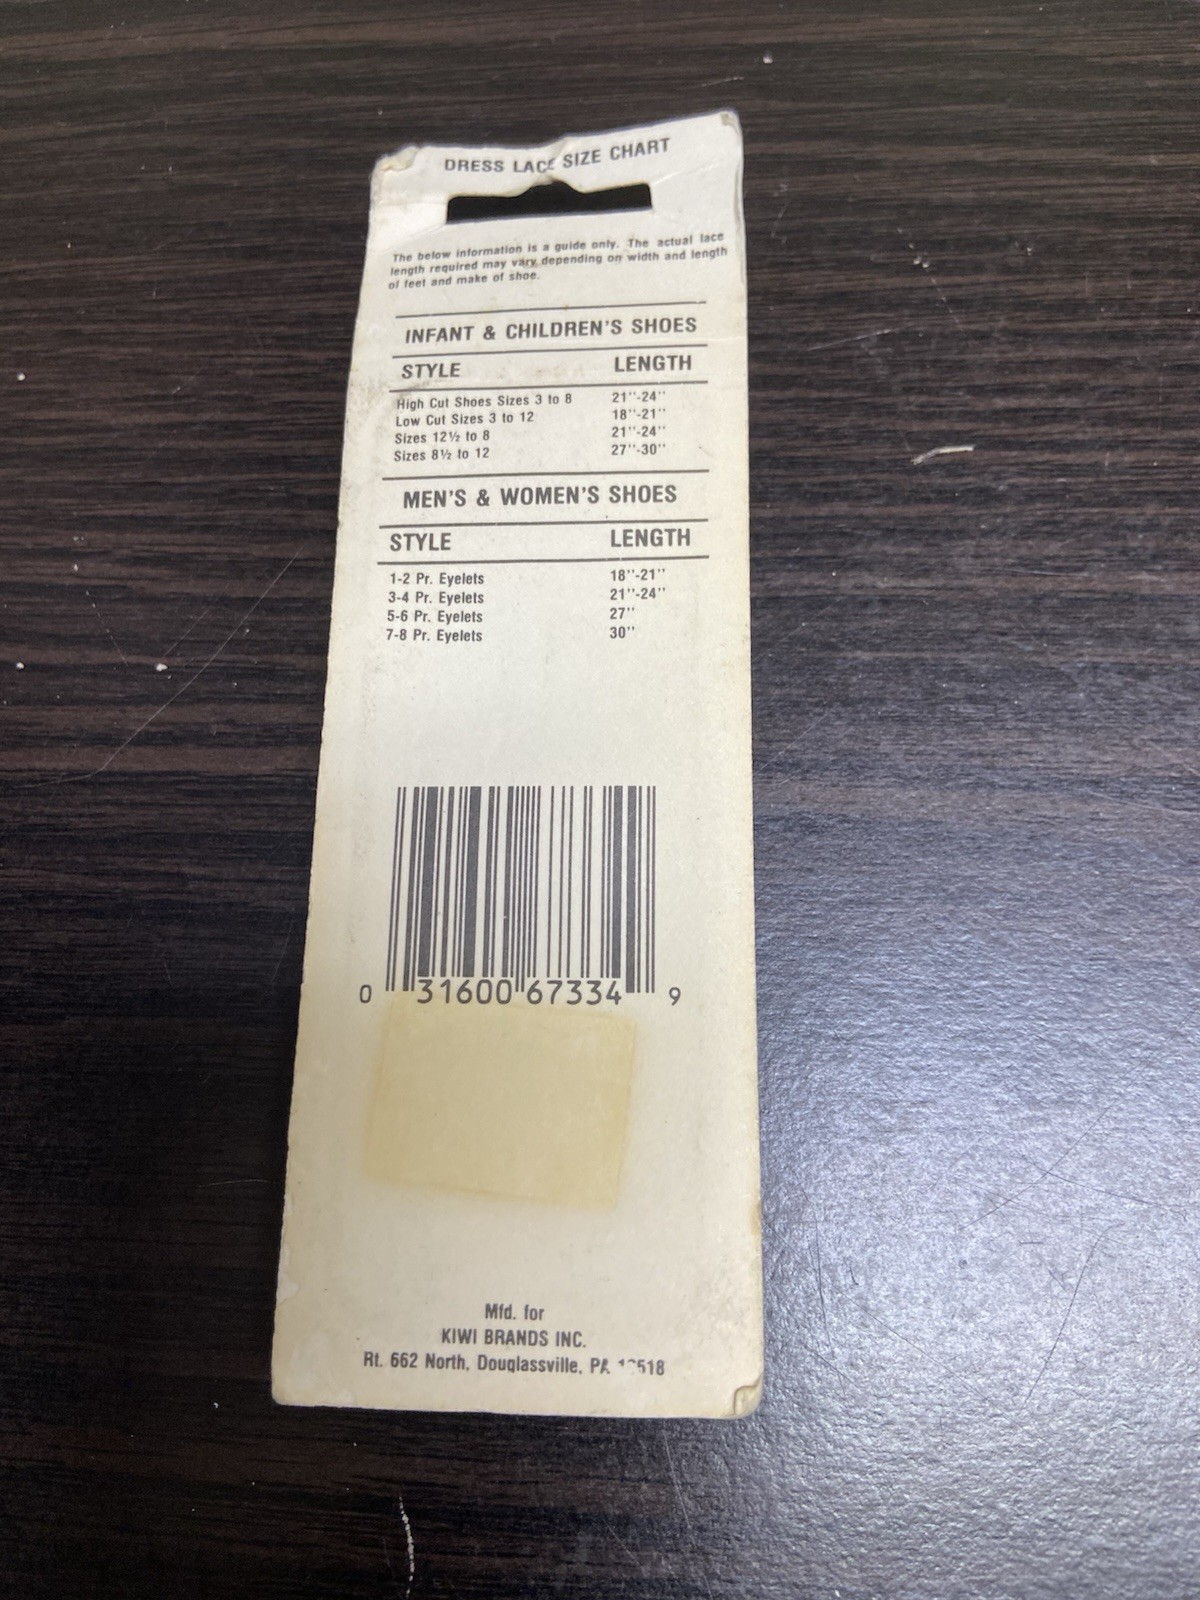 DRESS LACE SIZE CHART
The below information is a guide only. The actual lace
length required may vary depending on width and length
of feet and make of shoe.
INFANT & CHILDREN'S SHOES
STYLE LENGTH
High Cut Shoes Sizes 3 to 8 21''-24''
Low Cut Sizes 3 to 12 18''-21''
Sizes 12½ to 8 21''-24''
Sizes 8½ to 12 27''-30''
MEN'S & WOMEN'S SHOES
STYLE LENGTH
1-2 Pr. Eyelets 18''-21''
3-4 Pr. Eyelets 21''-24''
5-6 Pr. Eyelets 27''
7-8 Pr. Eyelets 30''
0 31600 67334 9
Mfd. for
KIWI BRANDS INC.
Rt. 662 North, Douglassville, PA